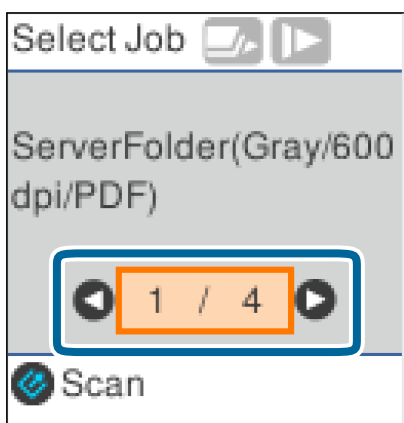 Select Job
ServerFolder(Gray/600
dpi/PDF)
1 / 4
Scan